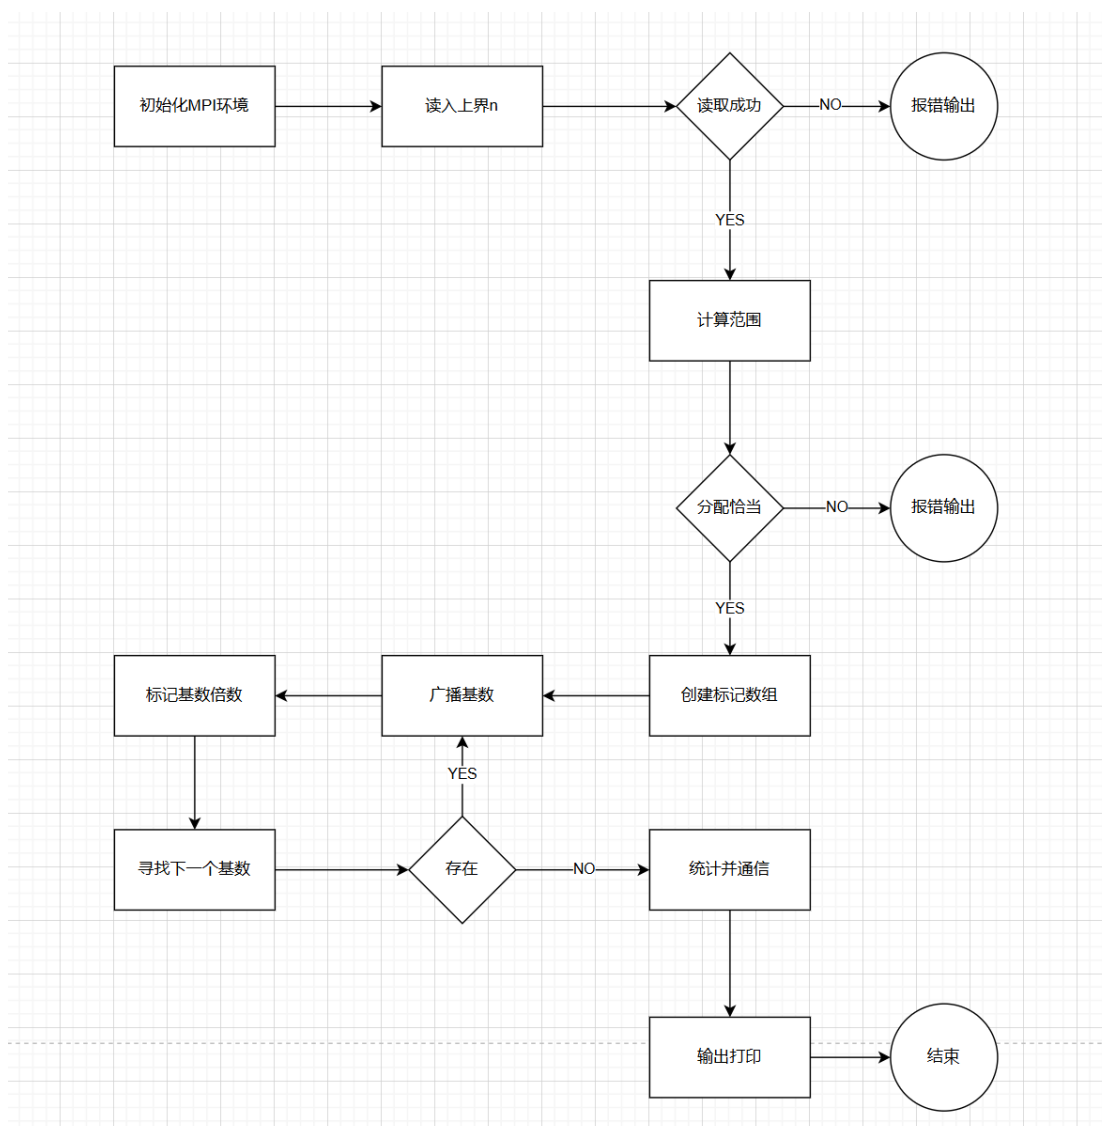 初始化MPI环境
读入上界n
读取成功
NO
报错输出
YES
计算范围
分配恰当
NO
报错输出
YES
标记基数倍数
广播基数
创建标记数组
YES
寻找下一个基数
存在
NO
统计并通信
输出打印
结束